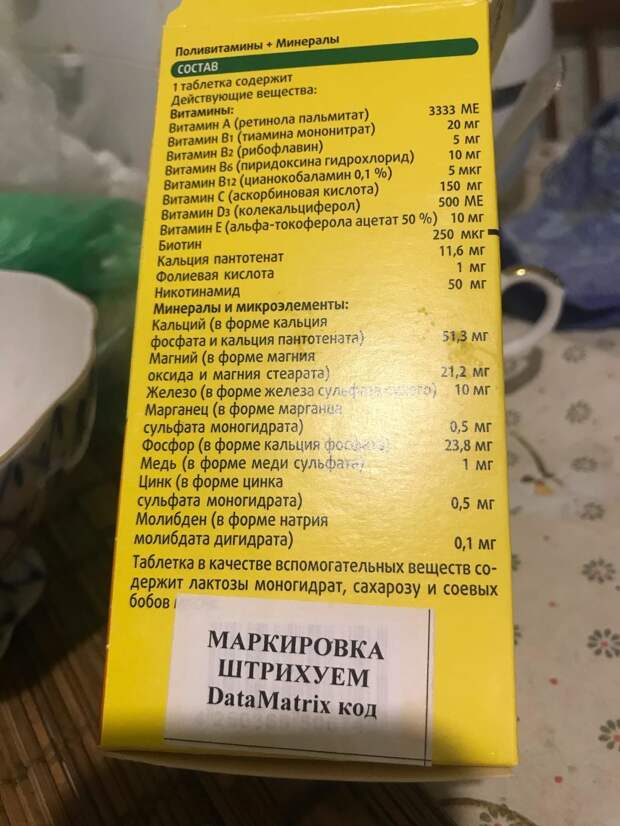 Поливитамины + Минералы
СОСТАВ
1 таблетка содержит
Действующие вещества:
Витамины:
Витамин А (ретинола пальмитат) 3333 МЕ
Витамин В1 (тиамина мононитрат) 20 мг
Витамин В2 (рибофлавин) 5 мг
Витамин В6 (пиридоксина гидрохлорид) 10 мг
Витамин В12 (цианокобаламин 0,1 %) 5 мкг
Витамин С (аскорбиновая кислота) 150 мг
Витамин D3 (колекальциферол) 500 МЕ
Витамин Е (альфа-токоферола ацетат 50 %) 10 мг
Биотин 250 мкг
Кальция пантотенат 11,6 мг
Фолиевая кислота 1 мг
Никотинамид 50 мг
Минералы и микроэлементы:
Кальций (в форме кальция
фосфата и кальция пантотената) 51,3 мг
Магний (в форме магния
оксида и магния стеарата) 21,2 мг
Железо (в форме железа сульфата сухого) 10 мг
Марганец (в форме марганца
сульфата моногидрата) 0,5 мг
Фосфор (в форме кальция фосфата) 23,8 мг
Медь (в форме меди сульфата) 1 мг
Цинк (в форме цинка
сульфата моногидрата) 0,5 мг
Молибден (в форме натрия
молибдата дигидрата) 0,1 мг
Таблетка в качестве вспомогательных веществ со-
держит лактозы моногидрат, сахарозу и соевых
бобов
МАРКИРОВКА
ШТРИХУЕМ
DataMatrix код